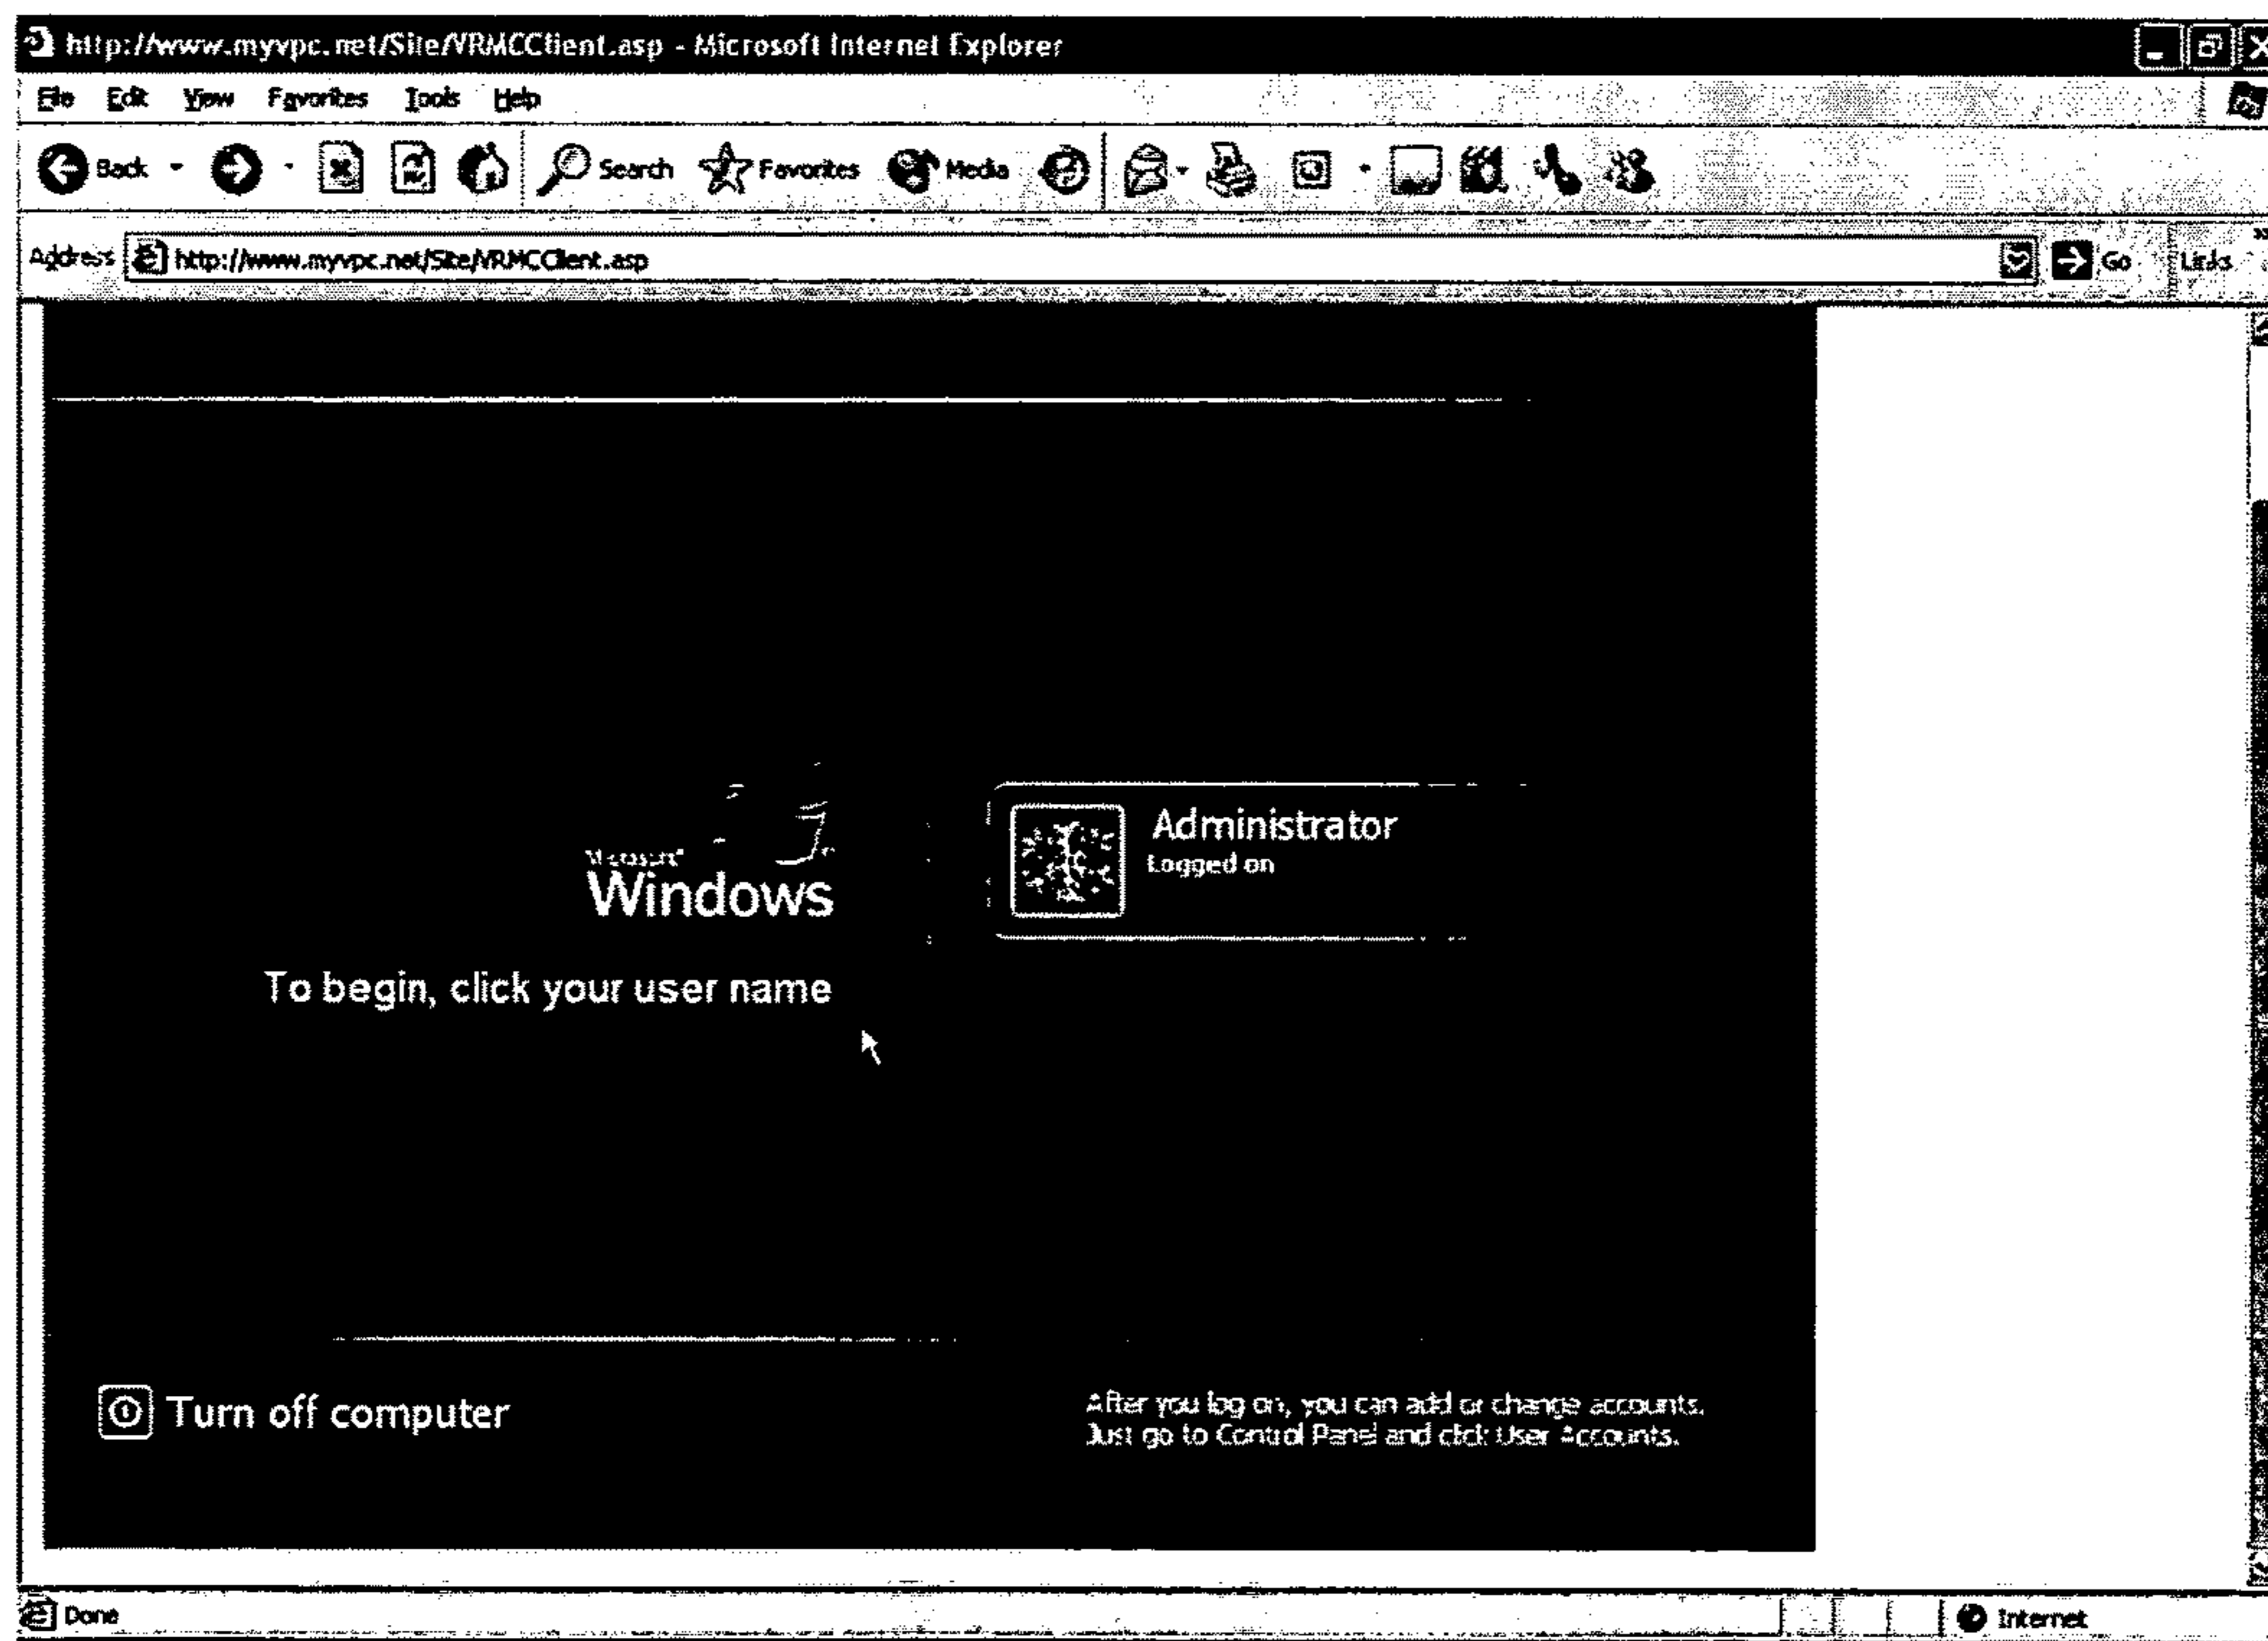 http://www.myvpc.net/Site/VRMCClient.asp - Microsoft Internet Explorer
File Edit View Favorites Tools Help
Back Search Favorites Media
Address http://www.myvpc.net/Site/VRMCClient.asp Go Links
Administrator
Logged on
Microsoft
Windows
To begin, click your user name
Turn off computer
After you log on, you can add or change accounts.
Just go to Control Panel and click User Accounts.
Done Internet